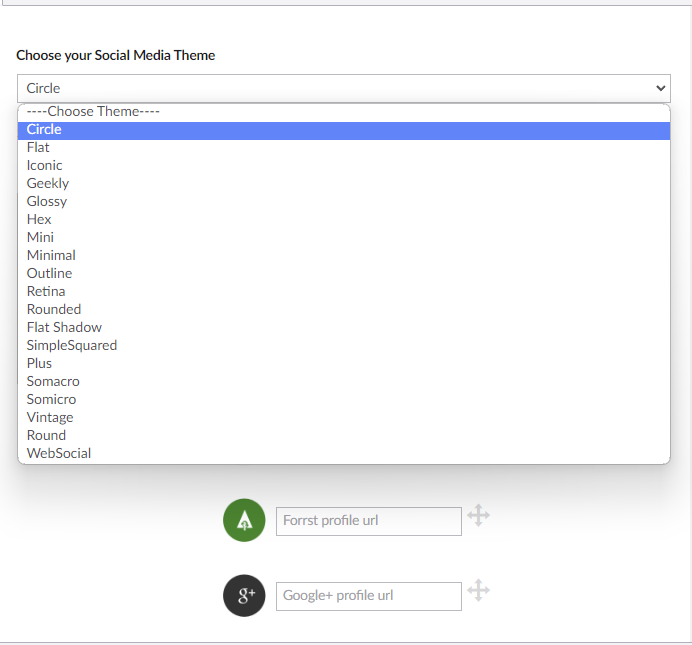 Choose your Social Media Theme
Circle
----Choose Theme----
Circle
Flat
Iconic
Geekly
Glossy
Hex
Mini
Minimal
Outline
Retina
Rounded
Flat Shadow
SimpleSquared
Plus
Somacro
Somicro
Vintage
Round
WebSocial
Forrst profile url
g+ Google+ profile url